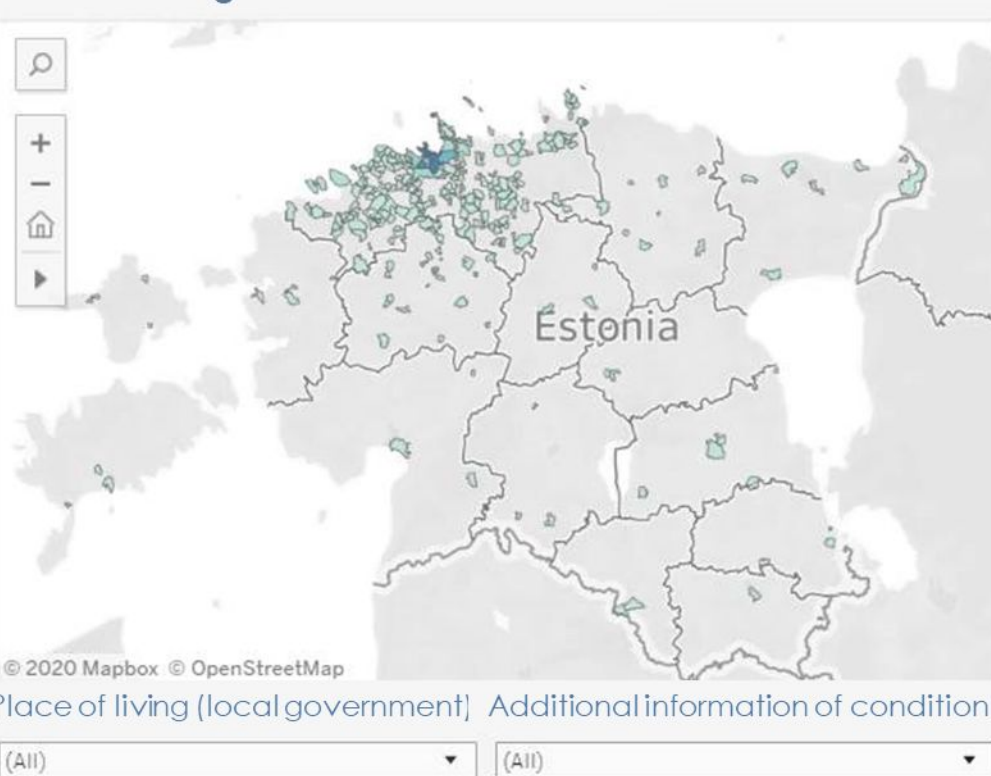 Estonia
© 2020 Mapbox © OpenStreetMap
Place of living (local government) Additional information of condition
(All) (All)